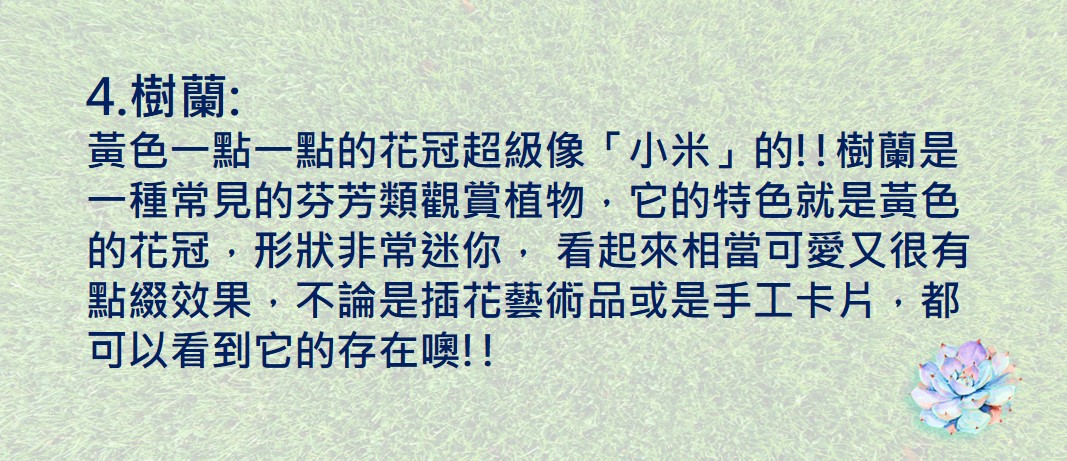 4.樹蘭:
黃色一點一點的花冠超級像「小米」的!!樹蘭是
一種常見的芬芳類觀賞植物，它的特色就是黃色
的花冠，形狀非常迷你， 看起來相當可愛又很有
點綴效果，不論是插花藝術品或是手工卡片，都
可以看到它的存在噢!!